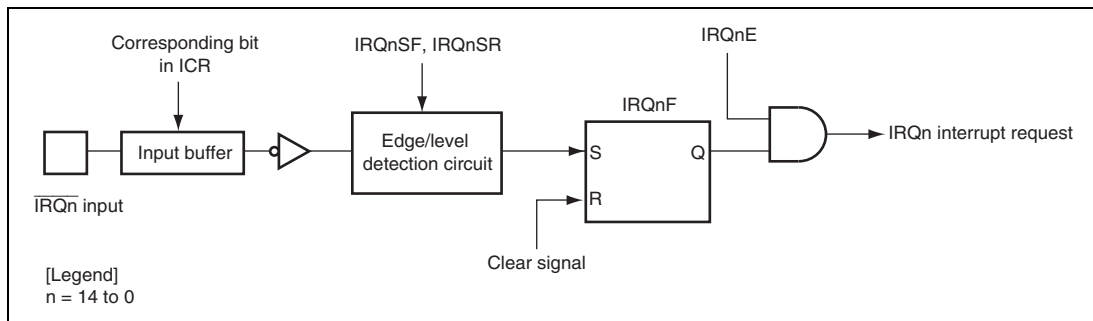 Corresponding bit
in ICR
IRQnSF, IRQnSR
IRQnE
IRQnF
Input buffer
Edge/level
detection circuit
S
Q
R
IRQn interrupt request
I̅R̅Q̅n̅ input
Clear signal
[Legend]
n = 14 to 0